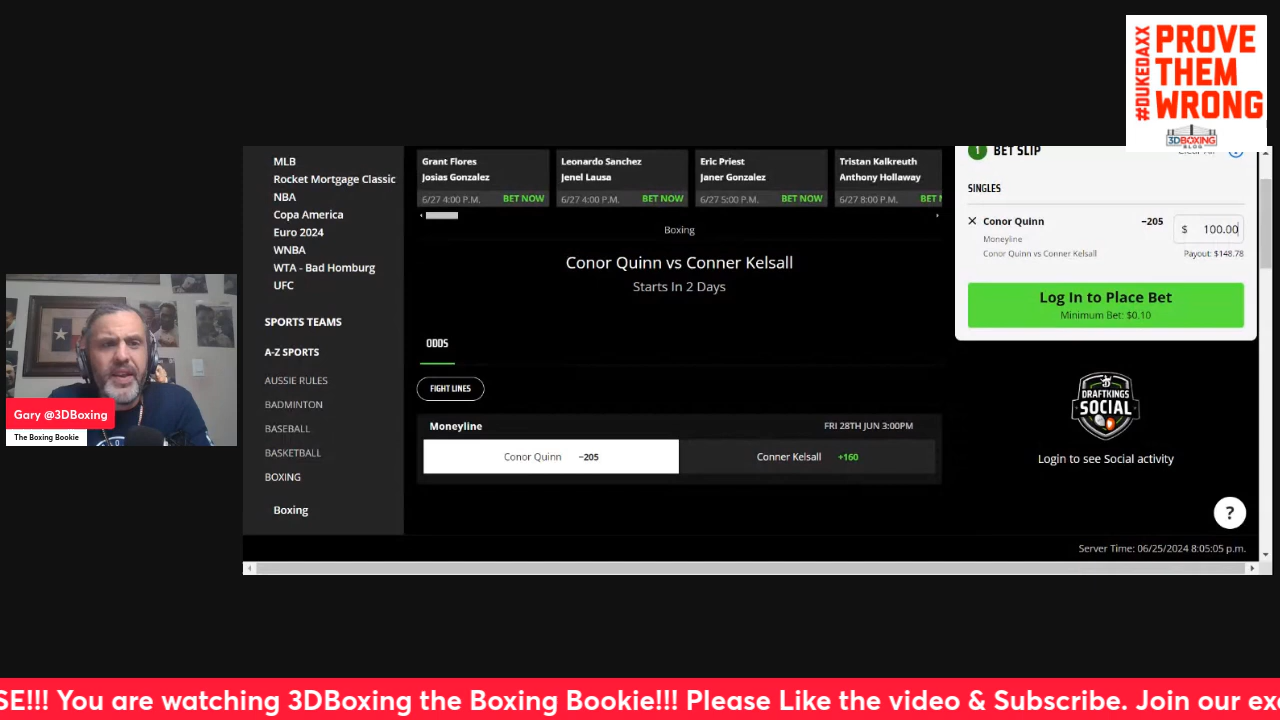 #DUKEDAXX
PROVE
THEM
WRONG
3DBOXING
BLOG
MLB
Rocket Mortgage Classic
NBA
Copa America
Euro 2024
WNBA
WTA - Bad Homburg
UFC
SPORTS TEAMS
A-Z SPORTS
AUSSIE RULES
BADMINTON
BASEBALL
BASKETBALL
BOXING
Boxing
Grant Flores
Josias Gonzalez
6/27 4:00 P.M. BET NOW
Leonardo Sanchez
Jenel Lausa
6/27 4:00 P.M. BET NOW
Eric Priest
Janer Gonzalez
6/27 5:00 P.M. BET NOW
Tristan Kalkreuth
Anthony Hollaway
6/27 8:00 P.M. BET
Boxing
Conor Quinn vs Conner Kelsall
Starts In 2 Days
ODDS
FIGHT LINES
Moneyline FRI 28TH JUN 3:00PM
Conor Quinn −205
Conner Kelsall +160
1 BET SLIP
SINGLES
Conor Quinn −205 $ 100.00
Moneyline
Conor Quinn vs Conner Kelsall Payout: $148.78
Log In to Place Bet
Minimum Bet: $0.10
DRAFTKINGS
SOCIAL
Login to see Social activity
?
Server Time: 06/25/2024 8:05:05 p.m.
Gary @3DBoxing
The Boxing Bookie
SE!!! You are watching 3DBoxing the Boxing Bookie!!! Please Like the video & Subscribe. Join our ex